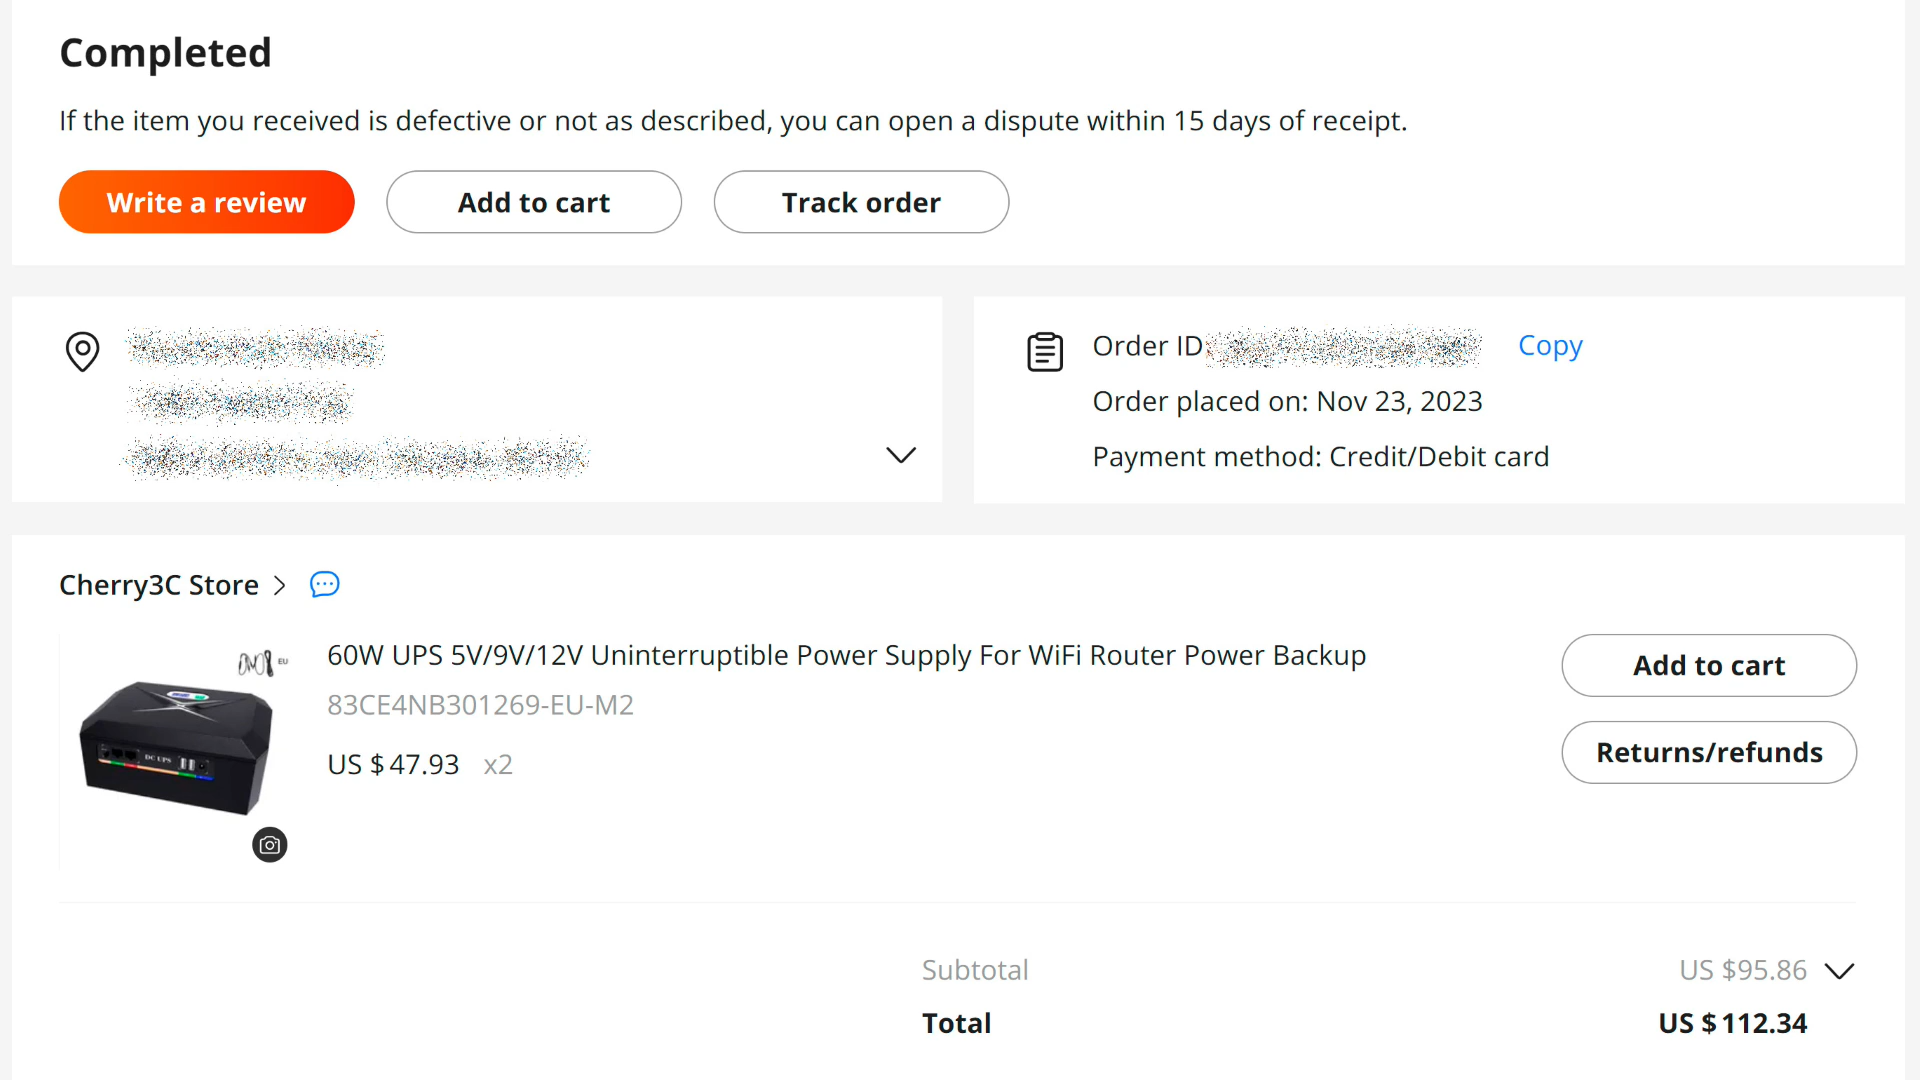 Completed
If the item you received is defective or not as described, you can open a dispute within 15 days of receipt.
Write a review
Add to cart
Track order
Order ID
Copy
Order placed on: Nov 23, 2023
Payment method: Credit/Debit card
Cherry3C Store
EU
DC UPS
60W UPS 5V/9V/12V Uninterruptible Power Supply For WiFi Router Power Backup
83CE4NB301269-EU-M2
US $47.93 x2
Add to cart
Returns/refunds
Subtotal US $95.86
Total US $112.34